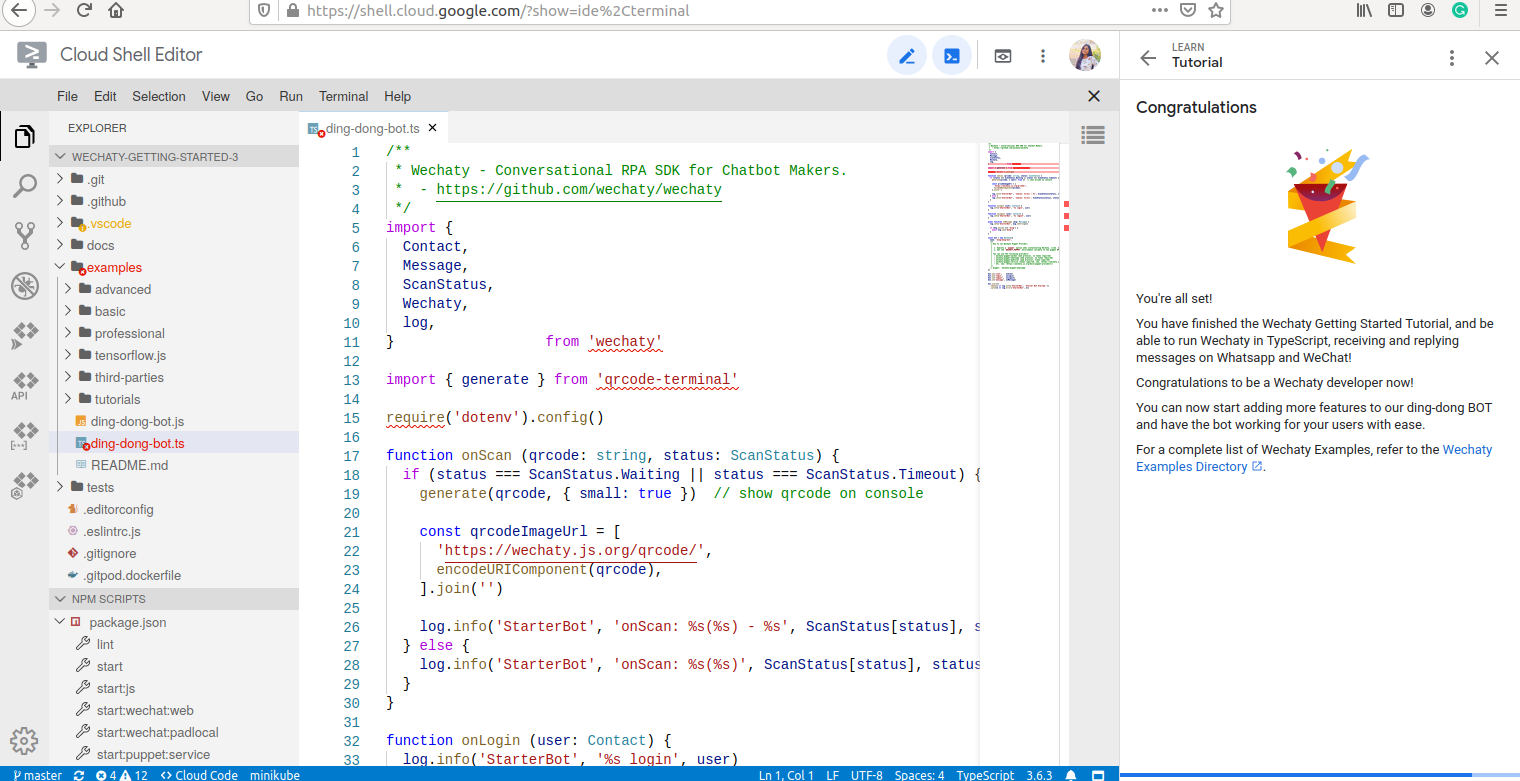 https://shell.cloud.google.com/?show=ide%2Cterminal
Cloud Shell Editor
File Edit Selection View Go Run Terminal Help
EXPLORER
WECHATY-GETTING-STARTED-3
.git
.github
.vscode
docs
examples
advanced
basic
professional
tensorflow.js
third-parties
tutorials
JS ding-dong-bot.js
TS ding-dong-bot.ts
README.md
tests
.editorconfig
.eslintrc.js
.gitignore
.gitpod.dockerfile
NPM SCRIPTS
package.json
lint
start
start:js
start:wechat:web
start:wechat:padlocal
start:puppet:service
API
TS ding-dong-bot.ts
1 /**
2 * Wechaty - Conversational RPA SDK for Chatbot Makers.
3 *  - https://github.com/wechaty/wechaty
4 */
5 import {
6 Contact,
7 Message,
8 ScanStatus,
9 Wechaty,
10 log,
11 } from 'wechaty'
12
13 import { generate } from 'qrcode-terminal'
14
15 require('dotenv').config()
16
17 function onScan (qrcode: string, status: ScanStatus) {
18 if (status === ScanStatus.Waiting || status === ScanStatus.Timeout) {
19 generate(qrcode, { small: true })  // show qrcode on console
20
21 const qrcodeImageUrl = [
22 'https://wechaty.js.org/qrcode/',
23 encodeURIComponent(qrcode),
24 ].join('')
25
26 log.info('StarterBot', 'onScan: %s(%s) - %s', ScanStatus[status], s
27 } else {
28 log.info('StarterBot', 'onScan: %s(%s)', ScanStatus[status], status
29 }
30 }
31
32 function onLogin (user: Contact) {
33 log.info('StarterBot', '%s login', user)
LEARN
Tutorial
Congratulations
You're all set!
You have finished the Wechaty Getting Started Tutorial, and be
able to run Wechaty in TypeScript, receiving and replying
messages on Whatsapp and WeChat!
Congratulations to be a Wechaty developer now!
You can now start adding more features to our ding-dong BOT
and have the bot working for your users with ease.
For a complete list of Wechaty Examples, refer to the Wechaty
Examples Directory.
master 4 12 Cloud Code minikube Ln 1, Col 1 LF UTF-8 Spaces: 4 TypeScript 3.6.3